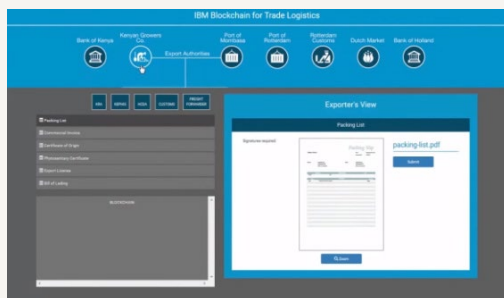 IBM Blockchain for Trade Logistics
Bank of Kenya
Kenyan Growers Co.
Export Authorities
Port of Mombasa
Port of Rotterdam
Rotterdam Customs
Dutch Market
Bank of Holland
KRA
KEPHIS
HCDA
CUSTOMS
FREIGHT FORWARDER
Packing List
Commercial Invoice
Certificate of Origin
Phytosanitary Certificate
Export License
Bill of Lading
BLOCKCHAIN
Exporter's View
Packing List
Signatures required
Packing Slip
packing-list.pdf
Submit
Zoom